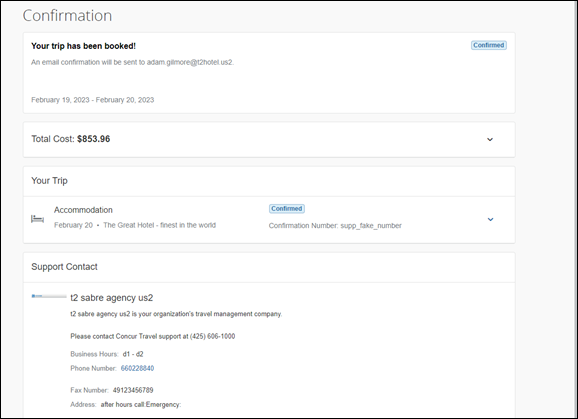 Confirmation
Your trip has been booked!
Confirmed
An email confirmation will be sent to adam.gilmore@t2hotel.us2.
February 19, 2023 - February 20, 2023
Total Cost: $853.96
Your Trip
Accommodation
Confirmed
February 20 • The Great Hotel - finest in the world
Confirmation Number: supp_fake_number
Support Contact
t2 sabre agency us2
t2 sabre agency us2 is your organization's travel management company.
Please contact Concur Travel support at (425) 606-1000
Business Hours: d1 - d2
Phone Number: 660228840
Fax Number: 49123456789
Address: after hours call Emergency